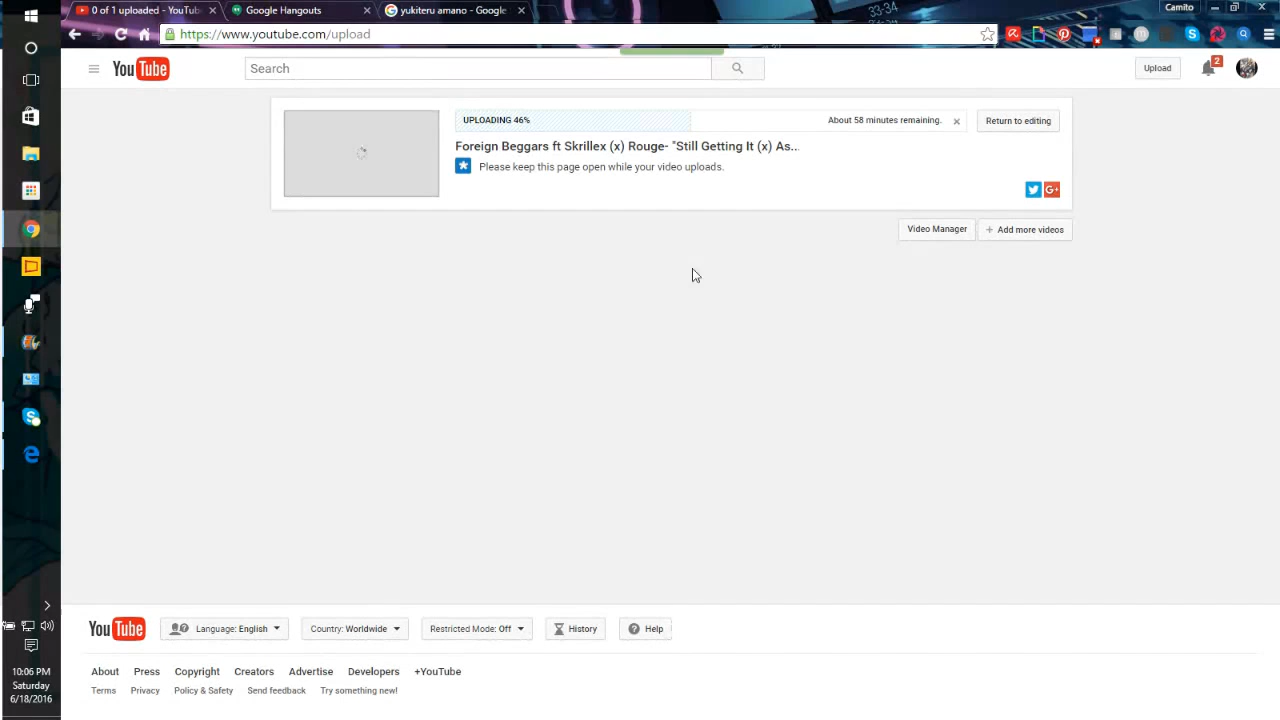 0 of 1 uploaded - YouTub
Google Hangouts
yukiteru amano - Google
33-34
Camito
https://www.youtube.com/upload
YouTube
Search
Upload
2
UPLOADING 46%
About 58 minutes remaining.
Return to editing
Foreign Beggars ft Skrillex (x) Rouge- "Still Getting It (x) As...
Please keep this page open while your video uploads.
G+
Video Manager
+ Add more videos
YouTube
Language: English
Country: Worldwide
Restricted Mode: Off
History
Help
About
Press
Copyright
Creators
Advertise
Developers
+YouTube
Terms
Privacy
Policy & Safety
Send feedback
Try something new!
10:06 PM
Saturday
6/18/2016